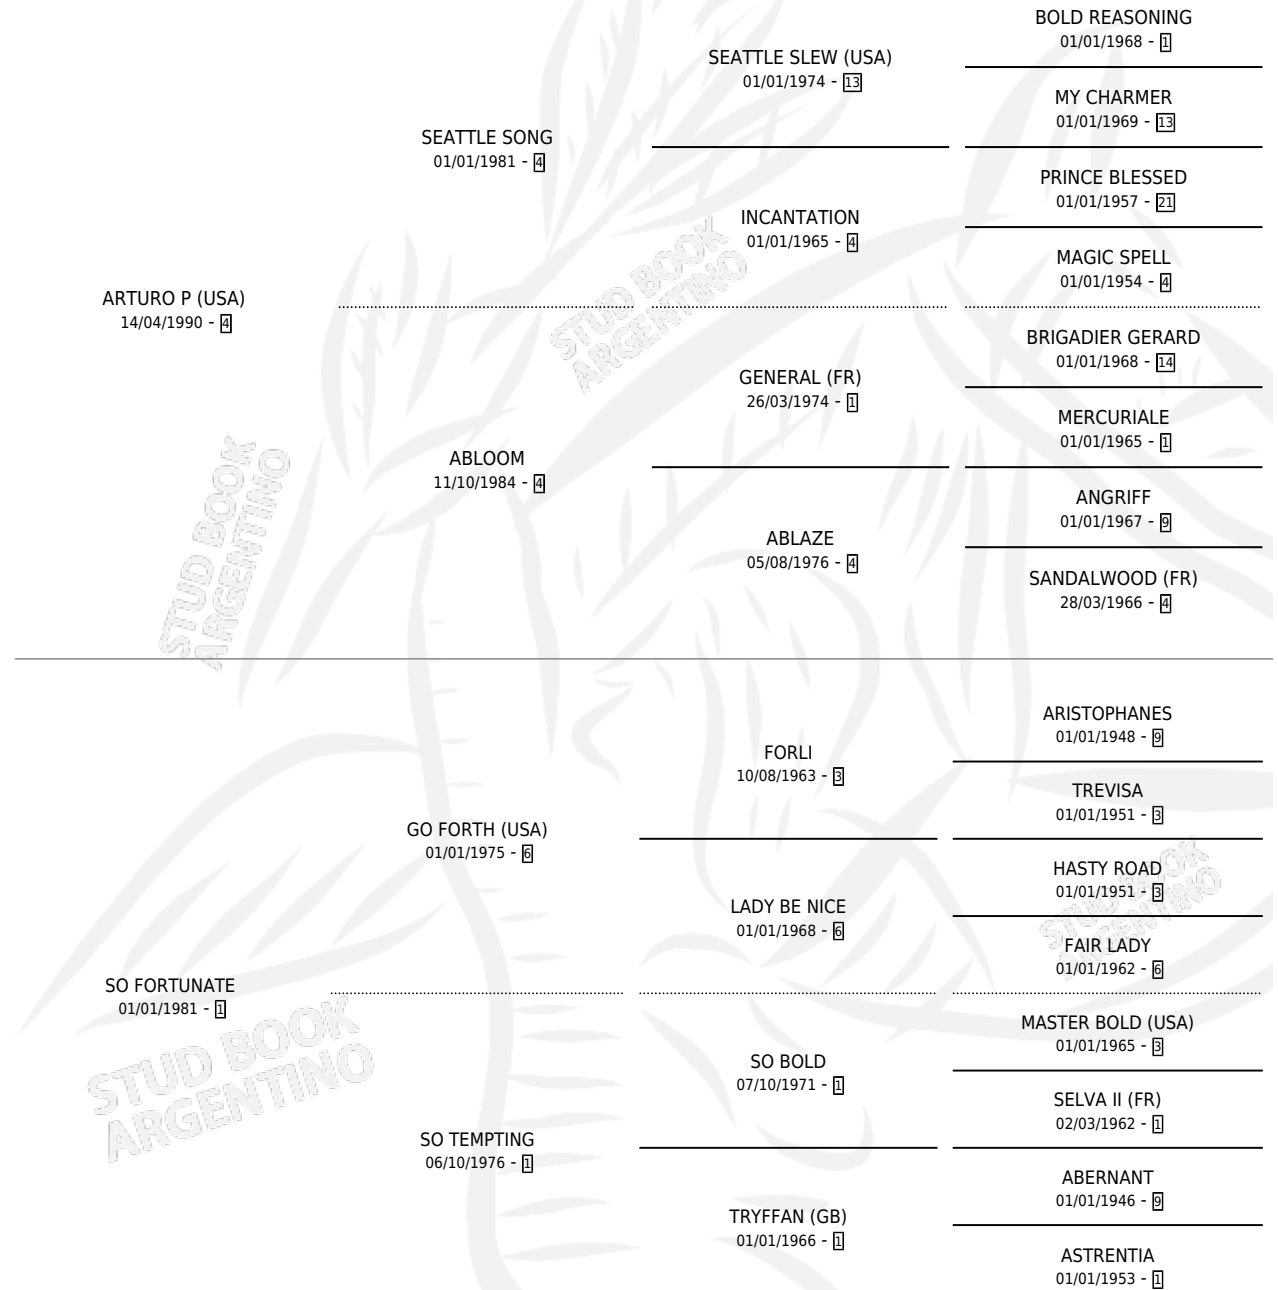 BOLD REASONING
01/01/1968 - 1
SEATTLE SLEW (USA)
01/01/1974 - 13
MY CHARMER
01/01/1969 - 13
SEATTLE SONG
01/01/1981 - 4
PRINCE BLESSED
01/01/1957 - 21
INCANTATION
01/01/1965 - 4
MAGIC SPELL
01/01/1954 - 4
ARTURO P (USA)
14/04/1990 - 4
BRIGADIER GERARD
01/01/1968 - 14
GENERAL (FR)
26/03/1974 - 1
MERCURIALE
01/01/1965 - 1
ABLOOM
11/10/1984 - 4
ANGRIFF
01/01/1967 - 9
ABLAZE
05/08/1976 - 4
SANDALWOOD (FR)
28/03/1966 - 4
ARISTOPHANES
01/01/1948 - 9
FORLI
10/08/1963 - 3
TREVISA
01/01/1951 - 3
GO FORTH (USA)
01/01/1975 - 6
HASTY ROAD
01/01/1951 - 3
LADY BE NICE
01/01/1968 - 6
FAIR LADY
01/01/1962 - 6
SO FORTUNATE
01/01/1981 - 1
MASTER BOLD (USA)
01/01/1965 - 3
SO BOLD
07/10/1971 - 1
SELVA II (FR)
02/03/1962 - 1
SO TEMPTING
06/10/1976 - 1
ABERNANT
01/01/1946 - 9
TRYFFAN (GB)
01/01/1966 - 1
ASTRENTIA
01/01/1953 - 1
STUD BOOK
ARGENTINO
STUD BOOK
ARGENTINO
STUD BOOK
ARGENTINO
STUD BOOK
ARGENTINO